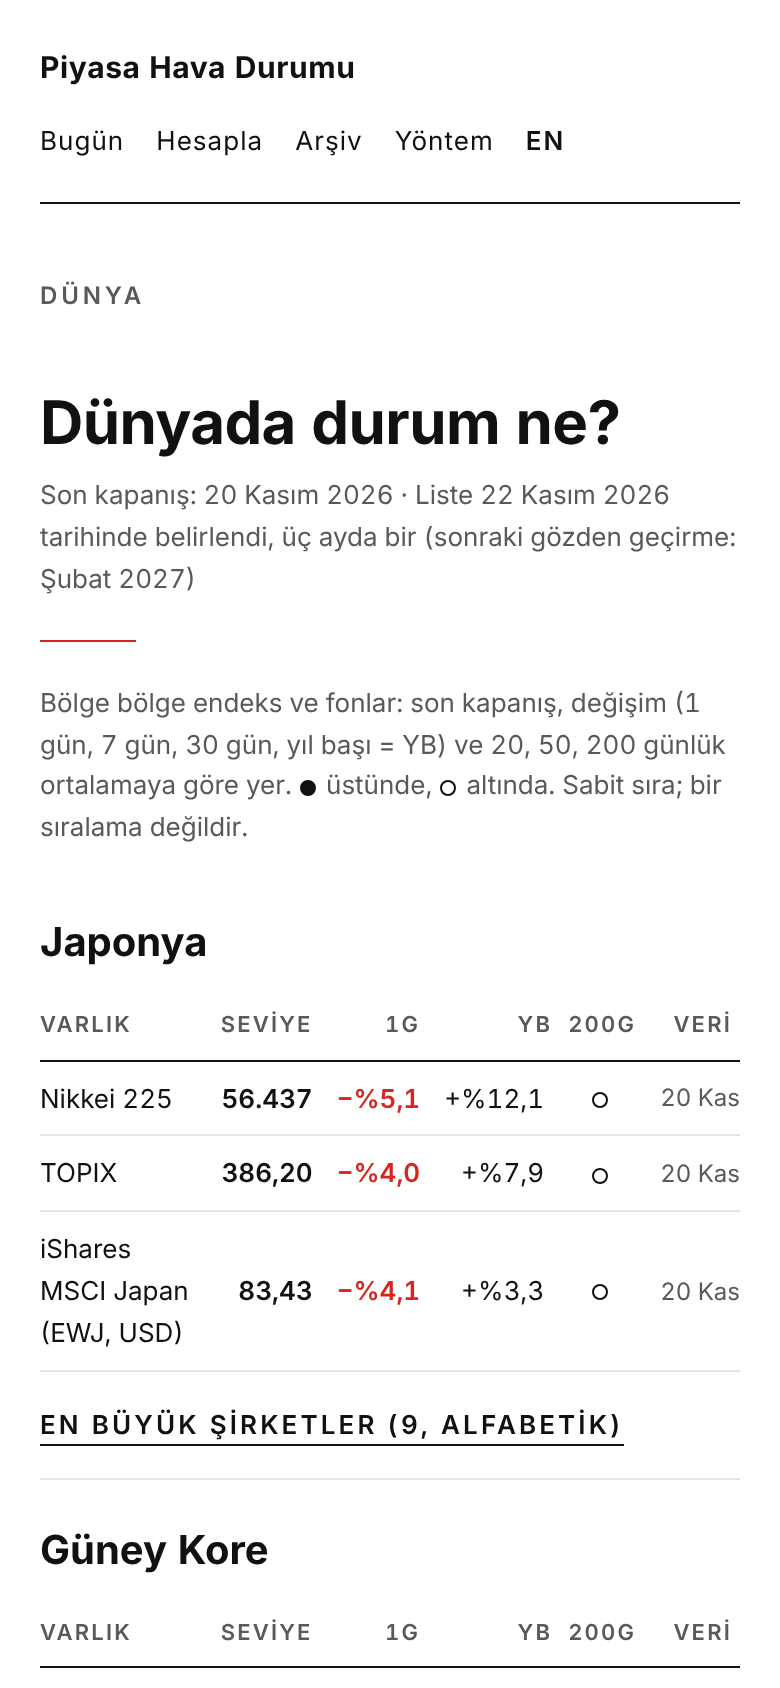 Piyasa Hava Durumu
Bugün Hesapla Arşiv Yöntem EN
DÜNYA
Dünyada durum ne?
Son kapanış: 20 Kasım 2026 · Liste 22 Kasım 2026
tarihinde belirlendi, üç ayda bir (sonraki gözden geçirme:
Şubat 2027)
Bölge bölge endeks ve fonlar: son kapanış, değişim (1
gün, 7 gün, 30 gün, yıl başı = YB) ve 20, 50, 200 günlük
ortalamaya göre yer. ● üstünde, ○ altında. Sabit sıra; bir
sıralama değildir.
Japonya
VARLIK SEVİYE 1G YB 200G VERİ
Nikkei 225 56.437 −%5,1 +%12,1 ○ 20 Kas
TOPIX 386,20 −%4,0 +%7,9 ○ 20 Kas
iShares
MSCI Japan 83,43 −%4,1 +%3,3 ○ 20 Kas
(EWJ, USD)
EN BÜYÜK ŞİRKETLER (9, ALFABETİK)
Güney Kore
VARLIK SEVİYE 1G YB 200G VERİ